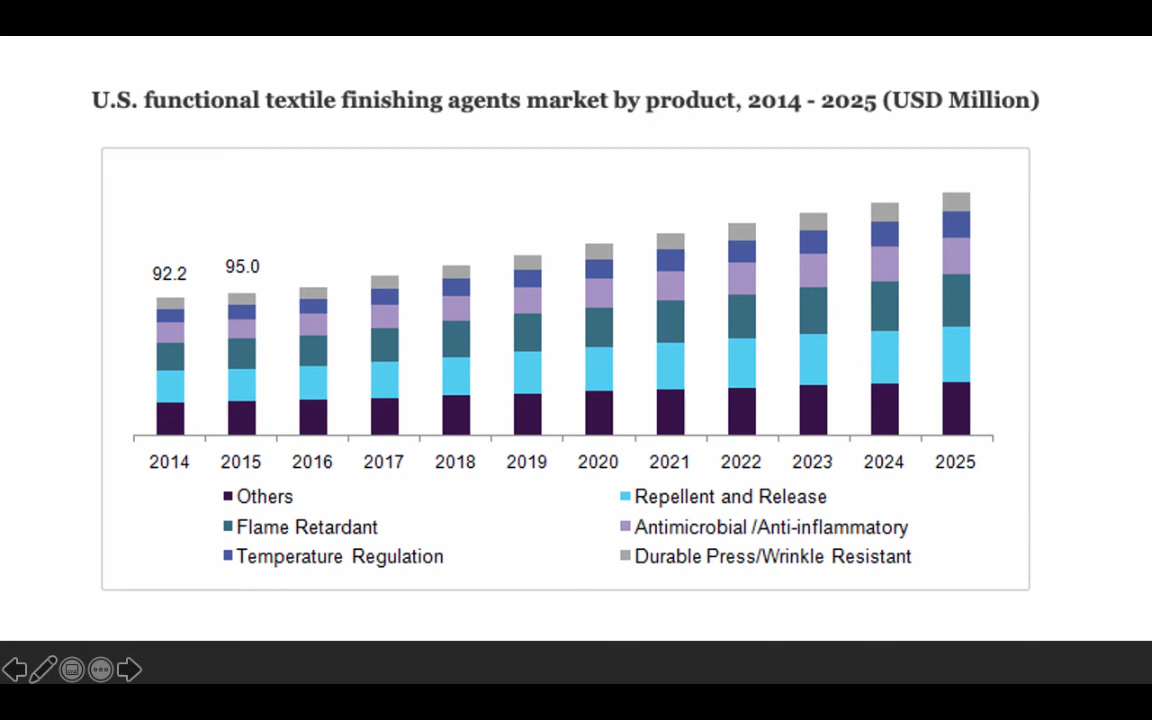 U.S. functional textile finishing agents market by product, 2014 - 2025 (USD Million)
92.2
95.0
2014 2015 2016 2017 2018 2019 2020 2021 2022 2023 2024 2025
Others
Repellent and Release
Flame Retardant
Antimicrobial /Anti-inflammatory
Temperature Regulation
Durable Press/Wrinkle Resistant